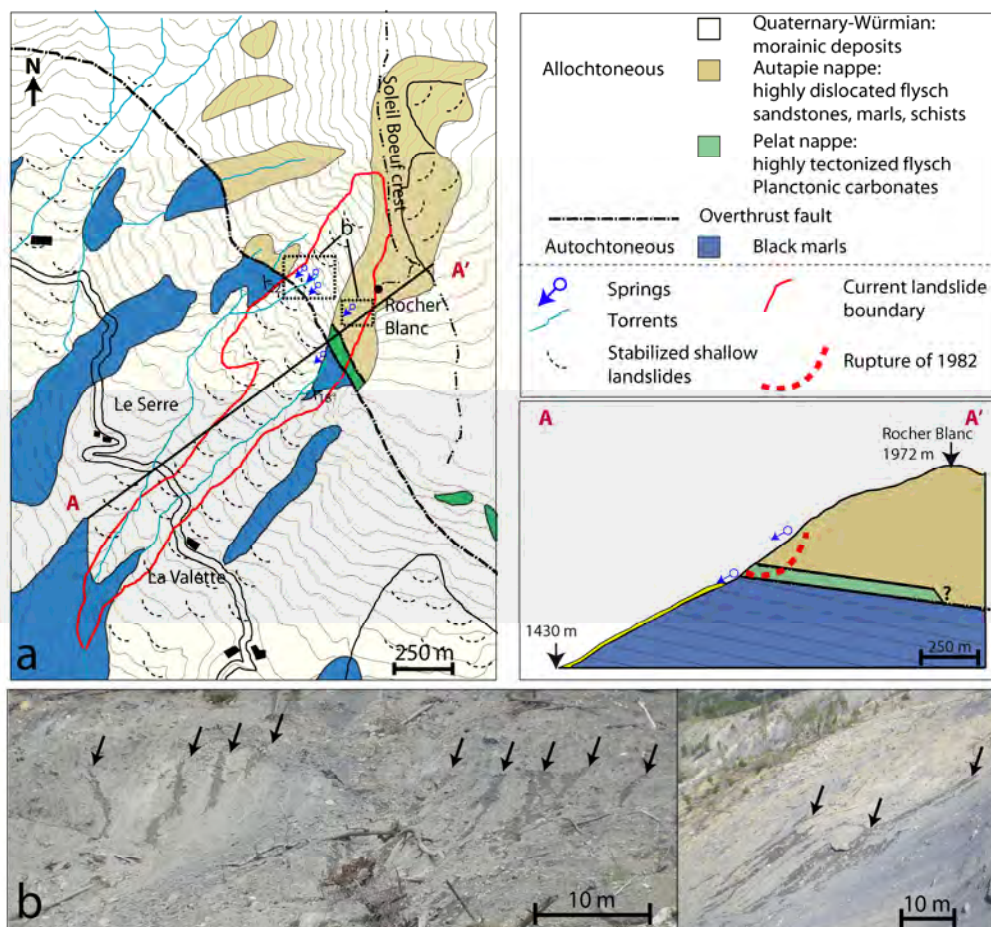 N
Soleil Boeuf crest
b
A'
Rocher
Blanc
Le Serre
A
La Valette
a
250 m
Allochtoneous
Quaternary-Würmian:
morainic deposits
Autapie nappe:
highly dislocated flysch
sandstones, marls, schists
Pelat nappe:
highly tectonized flysch
Planctonic carbonates
Overthrust fault
Autochtoneous
Black marls
Springs
Torrents
Stabilized shallow
landslides
Current landslide
boundary
Rupture of 1982
A
A'
Rocher Blanc
1972 m
?
1430 m
250 m
b
10 m
10 m